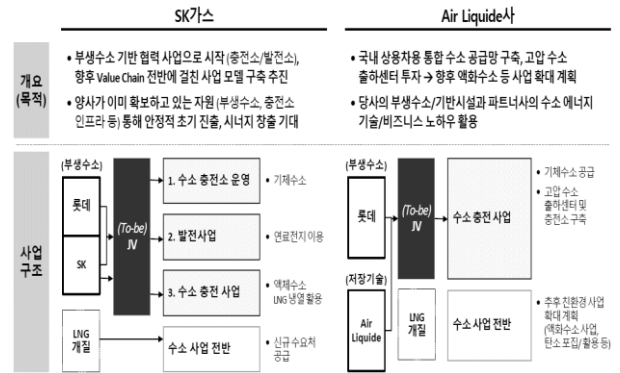 SK가스
Air Liquide사
개요
(목적)
• 부생수소 기반 협력 사업으로 시작 (충전소/발전소),
향후 Value Chain 전반에 걸친 사업 모델 구축 추진
• 양사가 이미 확보하고 있는 자원 (부생수소, 충전소
인프라 등) 통해 안정적 초기 진출, 시너지 창출 기대
• 국내 상용차용 통합 수소 공급망 구축, 고압 수소
출하센터 투자 → 향후 액화수소 등 사업 확대 계획
• 당사의 부생수소/기반시설과 파트너사의 수소 에너지
기술/비즈니스 노하우 활용
사업
구조
(부생수소)
롯데
SK
LNG
개질
(To-be)
JV
1. 수소 충전소 운영
• 기체수소
2. 발전사업
• 연료전지 이용
3. 수소 충전 사업
• 액체수소
LNG 냉열 활용
수소 사업 전반
• 신규 수요처
공급
(부생수소)
롯데
(저장기술)
Air
Liquide
(To-be)
JV
LNG
개질
수소 충전 사업
• 기체수소 공급
• 고압 수소
출하센터 및
충전소 구축
수소 사업 전반
• 추후 친환경 사업
확대 계획
(액화수소 사업,
탄소 포집/활용 등)